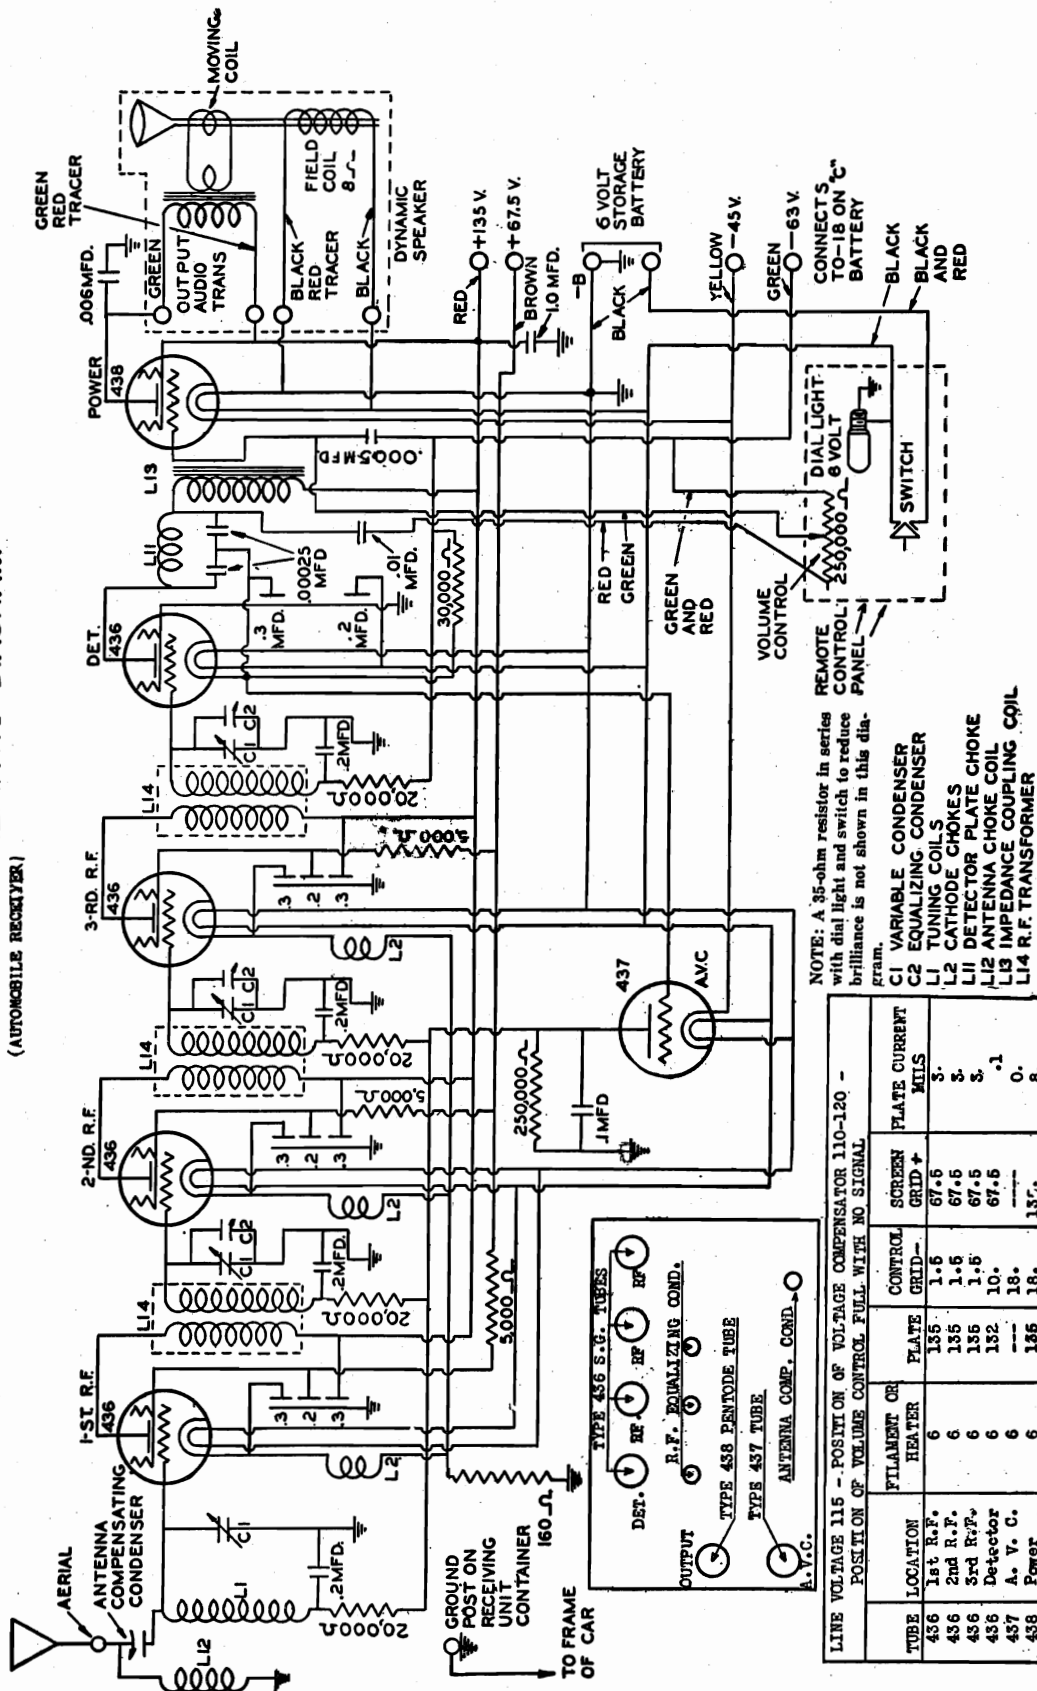 (AUTOMOBILE RECEIVER)
AERIAL
ANTENNA
COMPENSATING
CONDENSER
L12
L1
C1
.2MFD.
20,000Ω
1-ST. R.F.
436
.3
.2
.3
L2
L14
C1 C2
.2MFD.
20,000Ω
5,000Ω
2-ND. R.F.
436
.3
.2
.3
L2
5,000Ω
L14
C1 C2
.2MFD
20,000Ω
3-RD. R.F.
436
.3
.2
.3
L2
5,000Ω
L14
C1 C2
.2MFD
20,000Ω
DET.
436
L11
.00025
MFD
.3
MFD.
.2
MFD.
.01
MFD.
30,000Ω
L13
POWER
438
.006MFD.
GREEN
RED
TRACER
GREEN
OUTPUT
AUDIO
TRANS
BLACK
RED
TRACER
BLACK
MOVING
COIL
FIELD
COIL
8Ω
DYNAMIC
SPEAKER
RED
+135 V.
+67.5 V.
BROWN
1.0 MFD.
-B
BLACK
6 VOLT
STORAGE
BATTERY
YELLOW
-45V.
GREEN
-63V.
CONNECTS
TO-18 ON "C"
BATTERY
BLACK
BLACK
AND
RED
RED
GREEN
GREEN
AND
RED
VOLUME
CONTROL
REMOTE
CONTROL
PANEL
DIAL LIGHT
8 VOLT
250,000Ω
SWITCH
437
A.V.C
250,000Ω
.1MFD
GROUND
POST ON
RECEIVING
UNIT
CONTAINER
160Ω
TO FRAME
OF CAR
TYPE 436 S.G. TUBES
DET.
RF.
RF
RF
R.F. EQUALIZING COND.
OUTPUT
TYPE 438 PENTODE TUBE
TYPE 437 TUBE
A.V.C.
ANTENNA COMP. COND
NOTE: A 35-ohm resistor in series
with dial light and switch to reduce
brilliance is not shown in this dia-
gram.
C1 VARIABLE CONDENSER
C2 EQUALIZING CONDENSER
L1 TUNING COILS
L2 CATHODE CHOKES
L11 DETECTOR PLATE CHOKE
L12 ANTENNA CHOKE COIL
L13 IMPEDANCE COUPLING COIL
L14 R.F. TRANSFORMER
LINE VOLTAGE 115 - POSITION OF VOLTAGE COMPENSATOR 110-120 -
POSITION OF VOLUME CONTROL FULL WITH NO SIGNAL
TUBE LOCATION FILAMENT OR HEATER PLATE CONTROL GRID- SCREEN GRID + PLATE CURRENT MILS
436 1st R.F. 6 135 1.5 67.5 3.
436 2nd R.F. 6 135 1.5 67.5 3.
436 3rd R.F. 6 135 1.5 67.5 3.
436 Detector 6 132 10. 67.5 .1
437 A. V. C. 6 --- 18. ---- 0.
438 Power 6 135 18. 135. 8